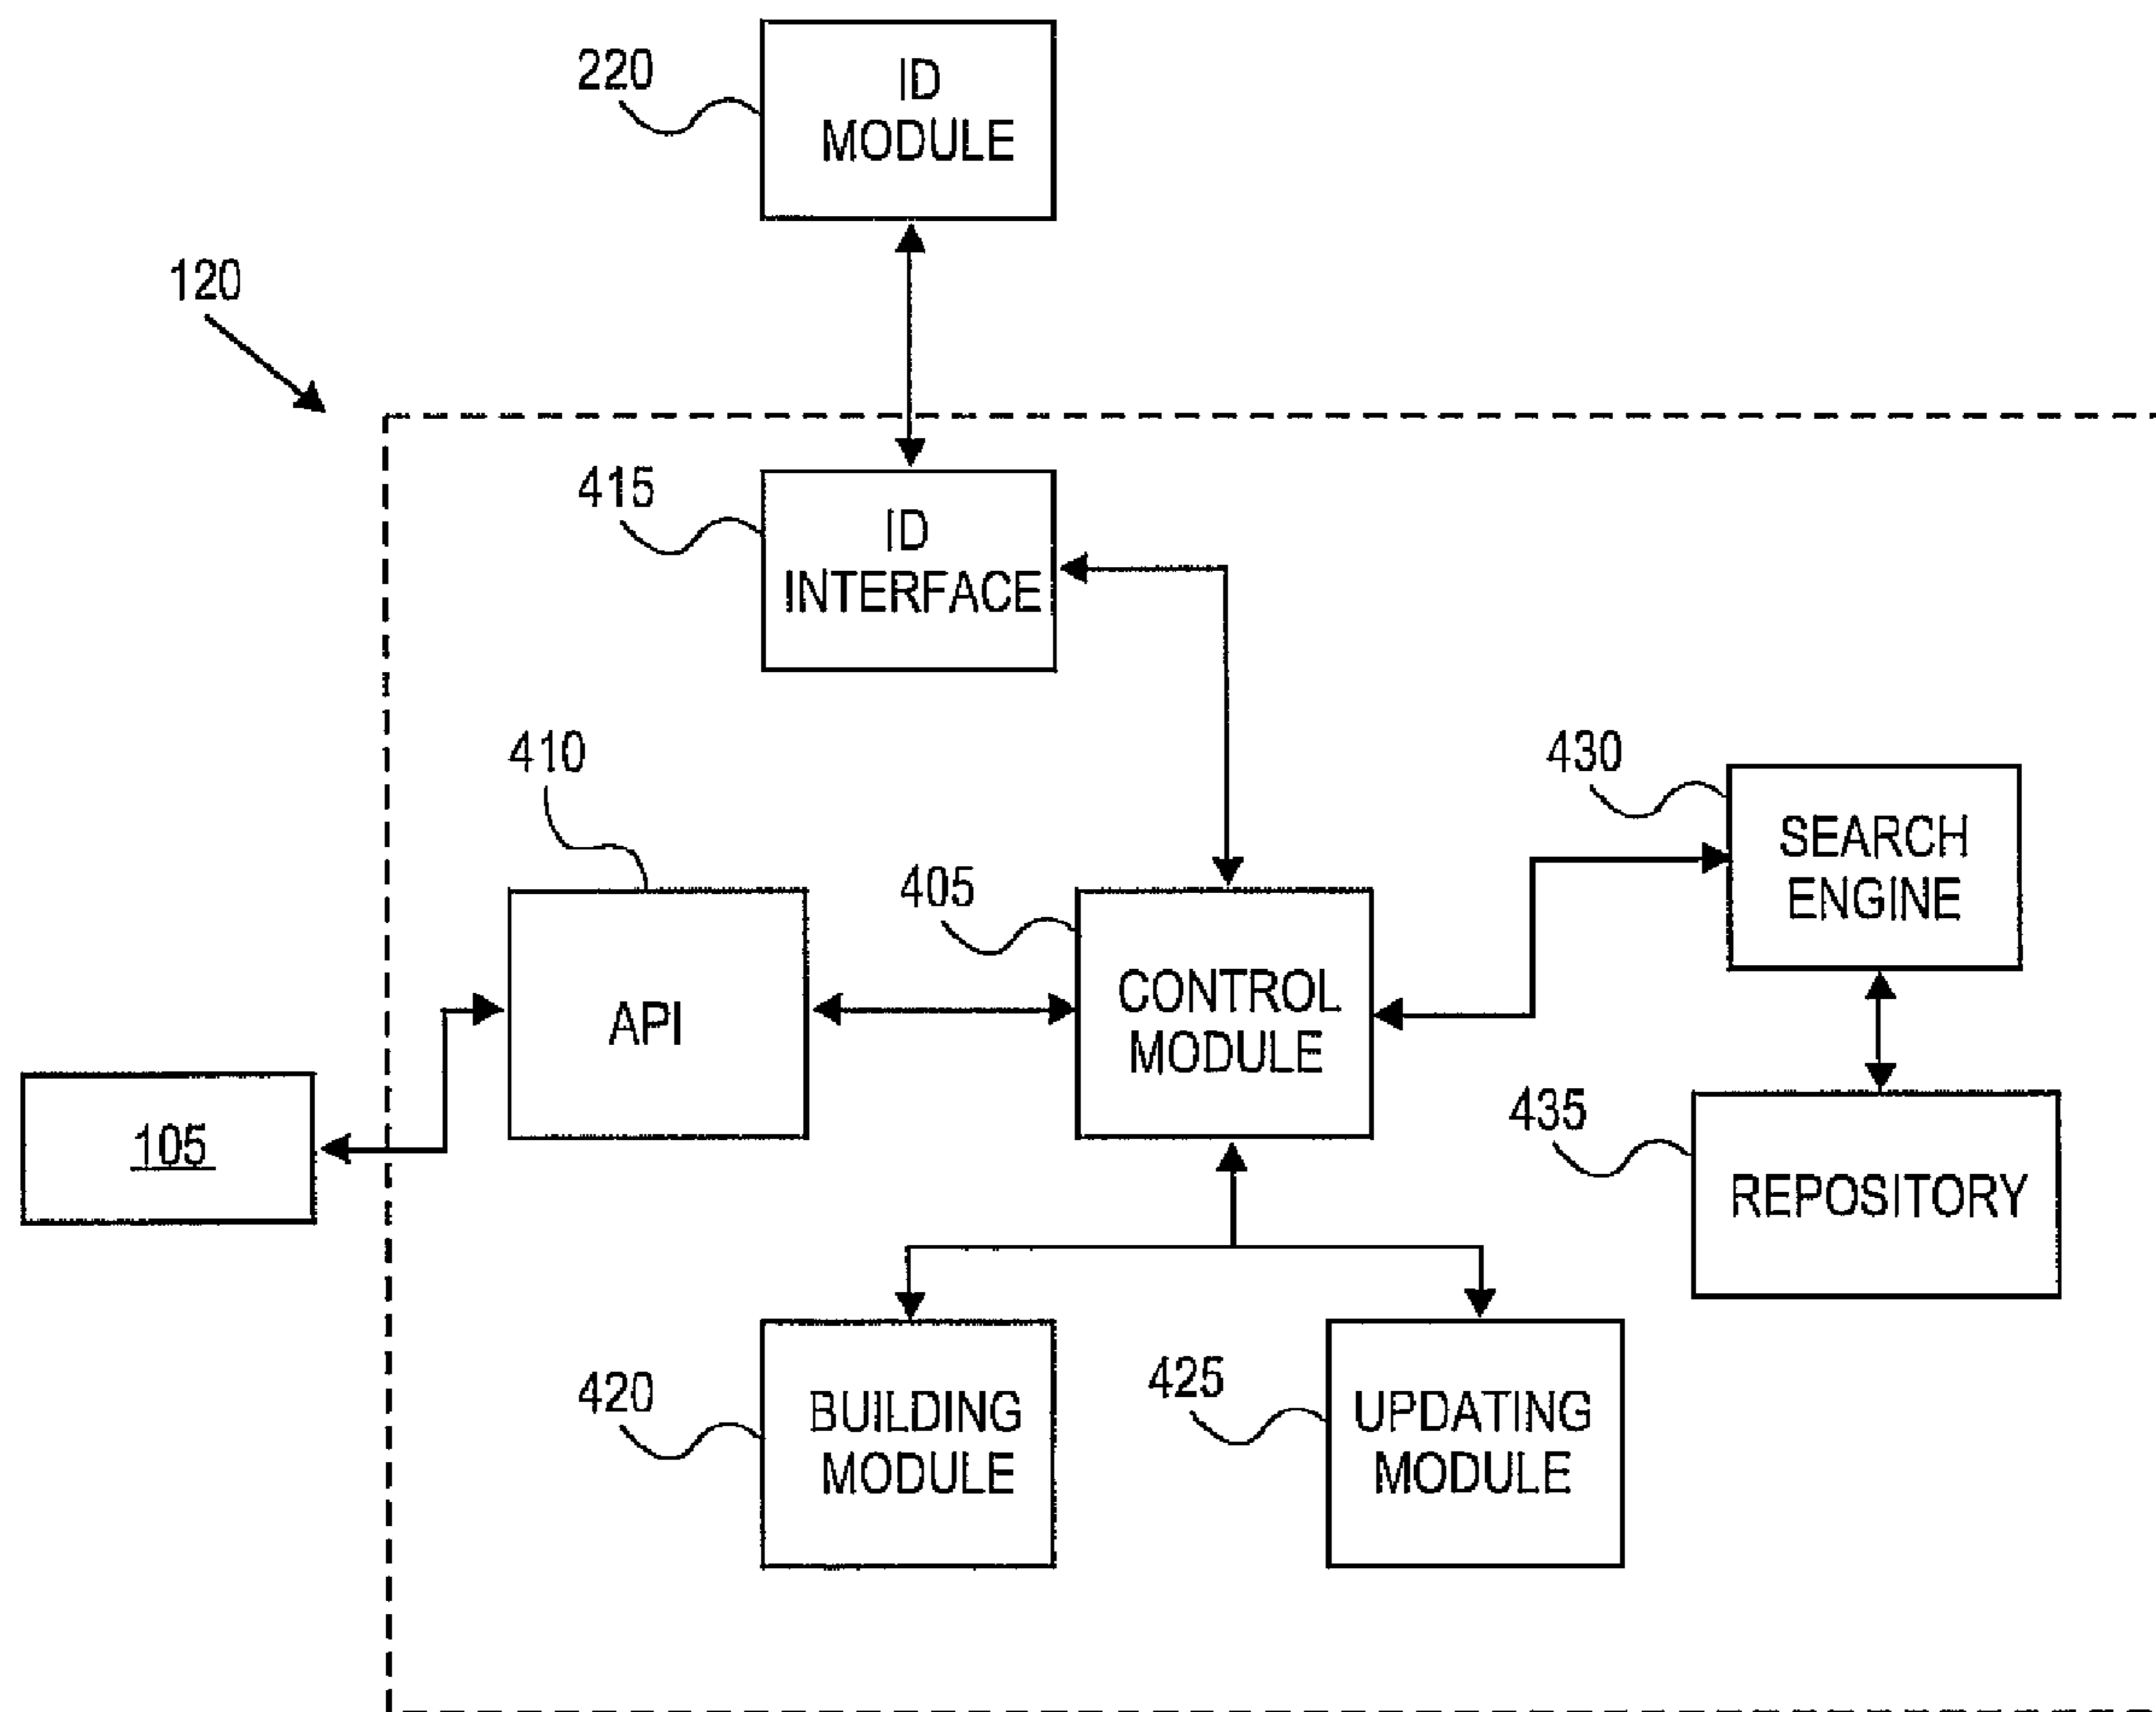 220
ID
MODULE
120
415
ID
INTERFACE
410
API
405
CONTROL
MODULE
430
SEARCH
ENGINE
105
435
REPOSITORY
420
BUILDING
MODULE
425
UPDATING
MODULE